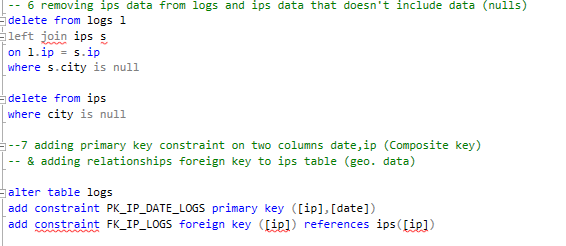 -- 6 removing ips data from logs and ips data that doesn't include data (nulls)
delete from logs l
left join ips s
on l.ip = s.ip
where s.city is null
delete from ips
where city is null
--7 adding primary key constraint on two columns date,ip (Composite key)
-- & adding relationships foreign key to ips table (geo. data)
alter table logs
add constraint PK_IP_DATE_LOGS primary key ([ip],[date])
add constraint FK_IP_LOGS foreign key ([ip]) references ips([ip])